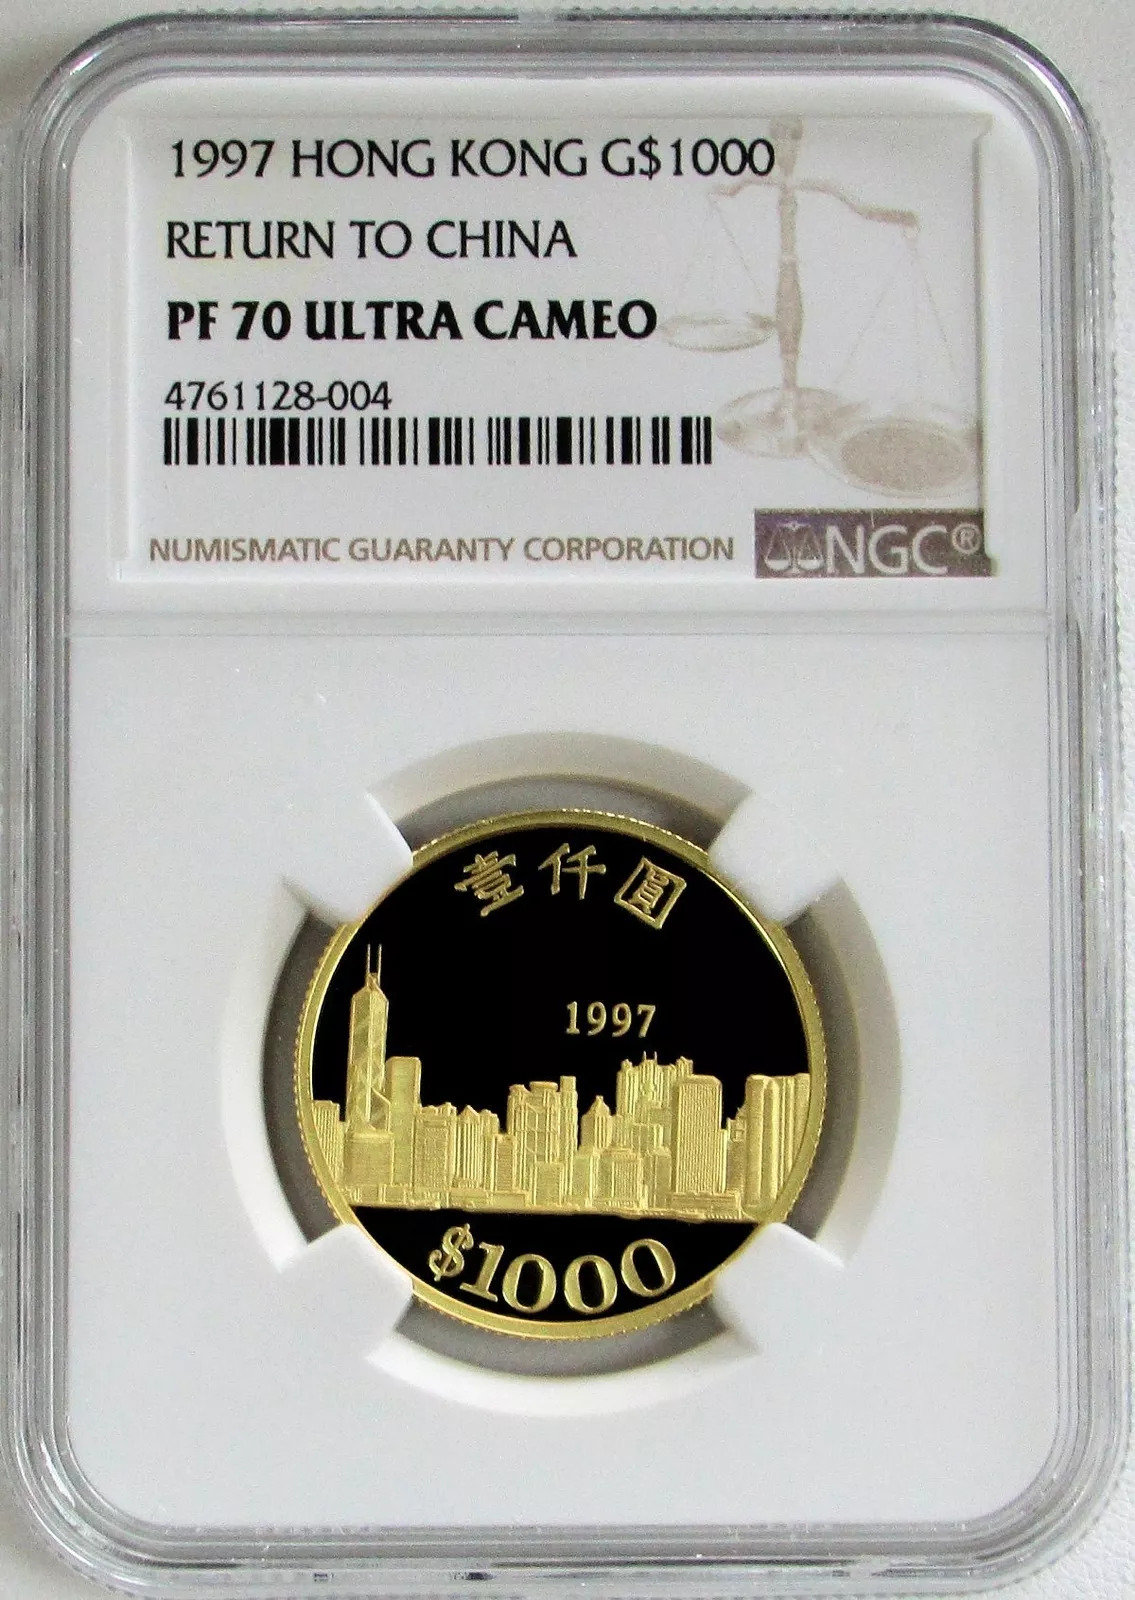 1997 HONG KONG G$1000
RETURN TO CHINA
PF 70 ULTRA CAMEO
4761128-004
NUMISMATIC GUARANTY CORPORATION
NGC®
壹仟圓
1997
$1000